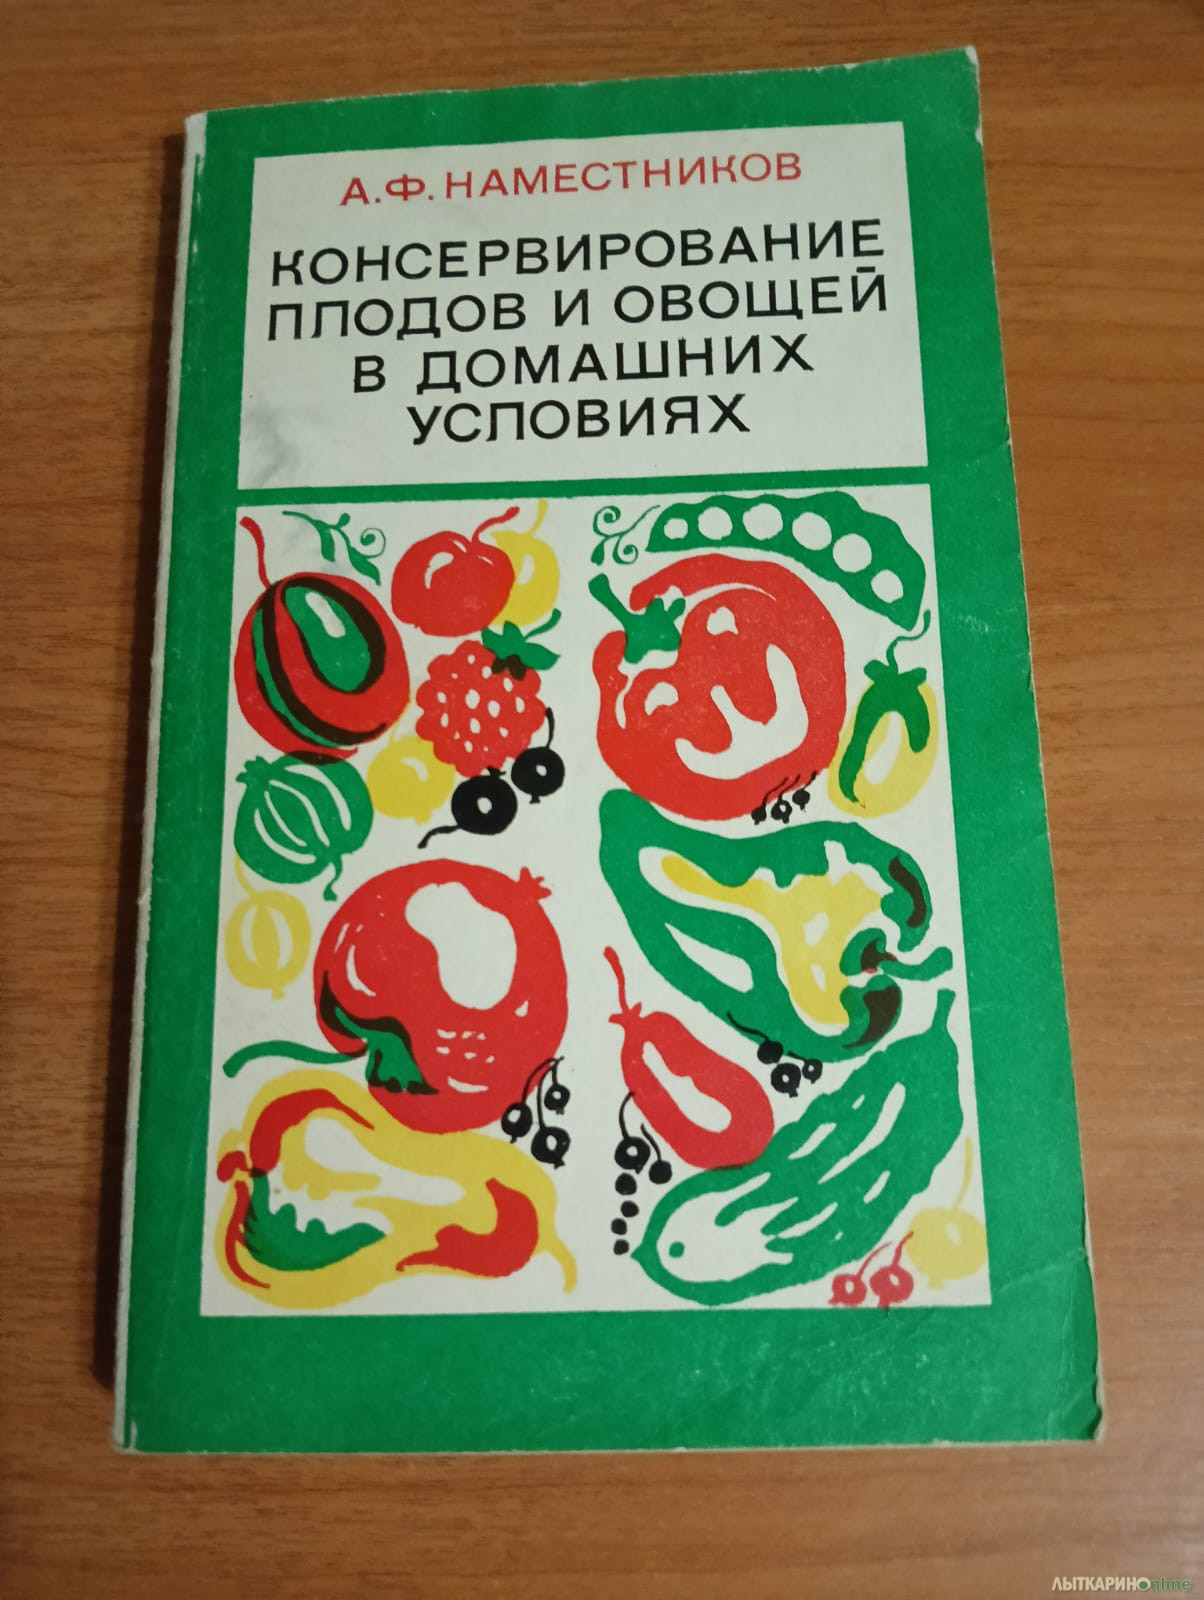 А.Ф. НАМЕСТНИКОВ
КОНСЕРВИРОВАНИЕ
ПЛОДОВ И ОВОЩЕЙ
В ДОМАШНИХ
УСЛОВИЯХ
ЛЫТКАРИНОonline